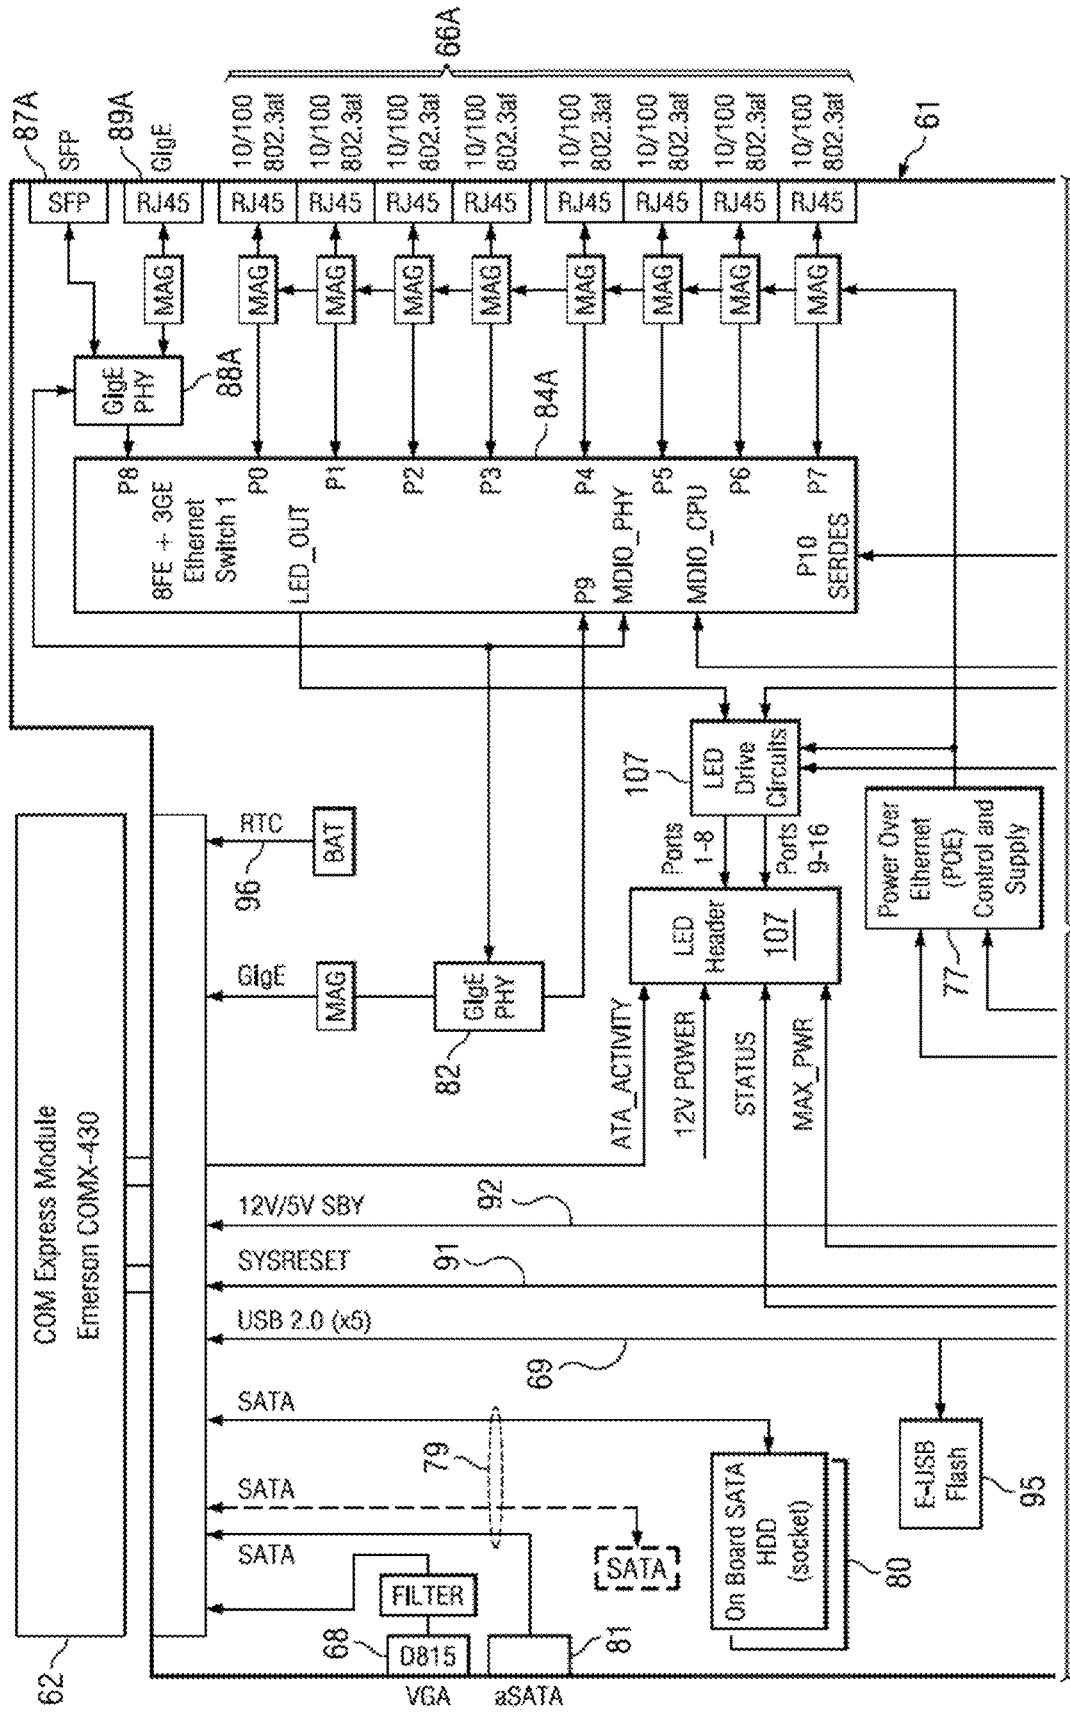 87A
SFP
89A
GigE
66A
10/100
802.3af
10/100
802.3af
10/100
802.3af
10/100
802.3af
10/100
802.3af
10/100
802.3af
10/100
802.3af
10/100
802.3af
61
SFP
RJ45
RJ45
RJ45
RJ45
RJ45
RJ45
RJ45
RJ45
RJ45
MAG
MAG
MAG
MAG
MAG
MAG
MAG
MAG
MAG
GigE
PHY
88A
84A
P8
P0
P1
P2
P3
P4
P5
P6
P7
8FE + 3GE
Ethernet
Switch 1
LED_OUT
P9
MDIO_PHY
MDIO_CPU
P10
SERDES
107
LED
Drive
Circuits
Ports
1-8
Ports
9-16
LED
Header
107
Power Over
Ethernet
(POE)
Control and
Supply
77
RTC
96
BAT
GigE
MAG
GigE
PHY
82
ATA_ACTIVITY
12V POWER
STATUS
MAX_PWR
COM Express Module
Emerson COMX-430
62
12V/5V SBY
92
SYSRESET
91
USB 2.0 (x5)
69
SATA
79
SATA
SATA
SATA
On Board SATA
HDD
(socket)
80
E-USB
Flash
95
FILTER
68
D815
VGA
81
aSATA